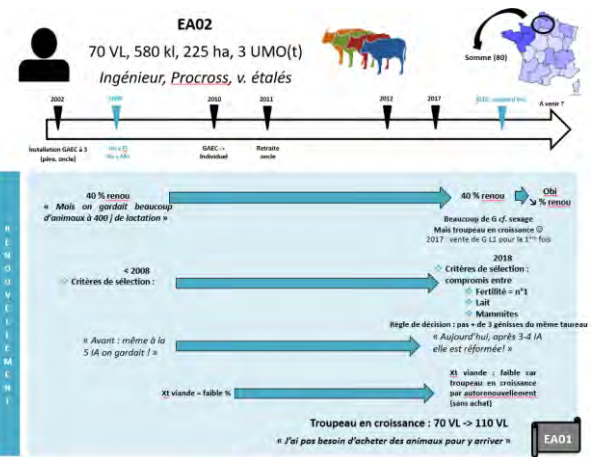 EA02
70 VL, 580 kl, 225 ha, 3 UMO(t)
Ingénieur, Procross, v. étalés
Somme (80)
2002
2010
2011
2012
2017
A venir ?
Installation GAEC à 3
(père, oncle)
GAEC ->
Individuel
Retraite
oncle
RENOUVELLEMENT
40 % renou
« Mais on gardait beaucoup
d'animaux à 400 j de lactation »
40 % renou
Obj
↘ % renou
Beaucoup de G cf. sexage
Mais troupeau en croissance ☺
2017 : vente de G L1 pour la 1ère fois
< 2008
Critères de sélection :
2018
Critères de sélection :
compromis entre
Fertilité = n°1
Lait
Mammites
Règle de décision : pas + de 3 génisses du même taureau
« Avant : même à la
5 IA on gardait ! »
« Aujourd'hui, après 3-4 IA
elle est réformée! »
Xt viande = faible %
Xt viande : faible car
troupeau en croissance
par autorenouvellement
(sans achat)
Troupeau en croissance : 70 VL -> 110 VL
« J'ai pas besoin d'acheter des animaux pour y arriver »
EA01